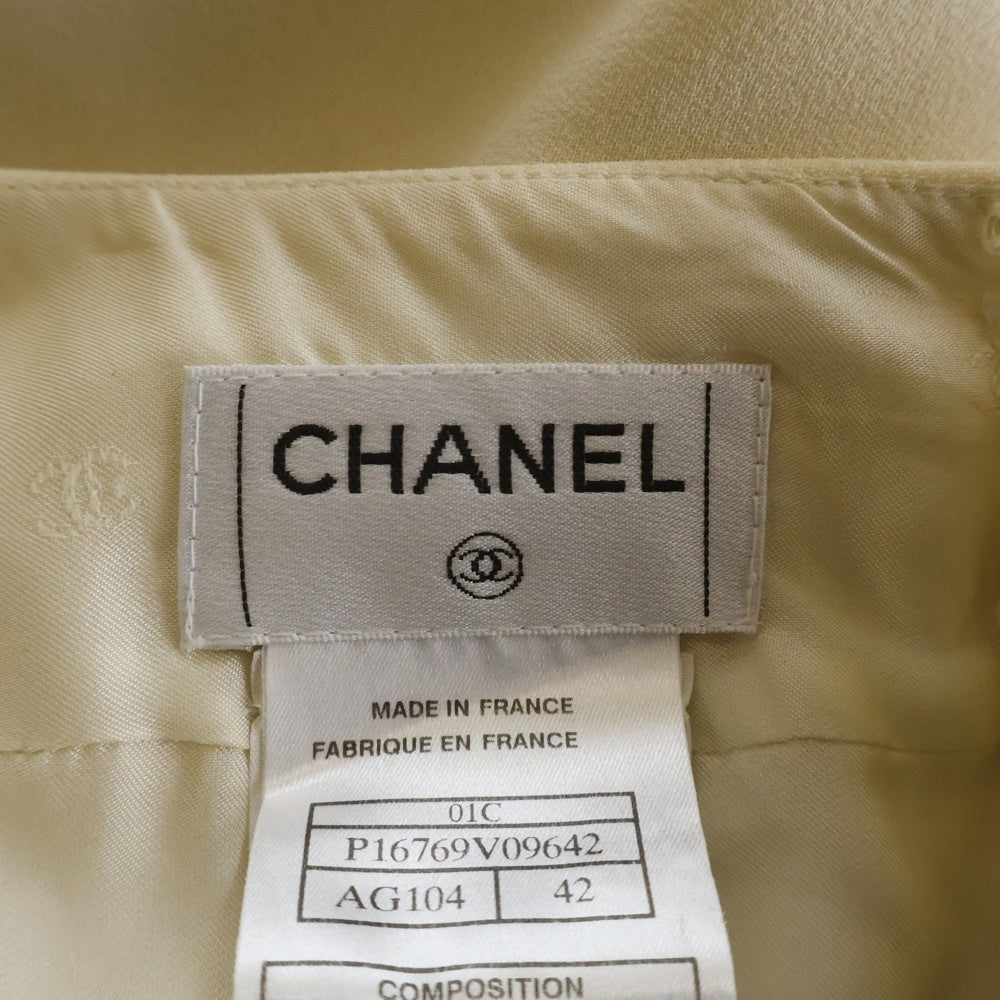 CHANEL
MADE IN FRANCE
FABRIQUE EN FRANCE
01C
P16769V09642
AG104 42
COMPOSITION